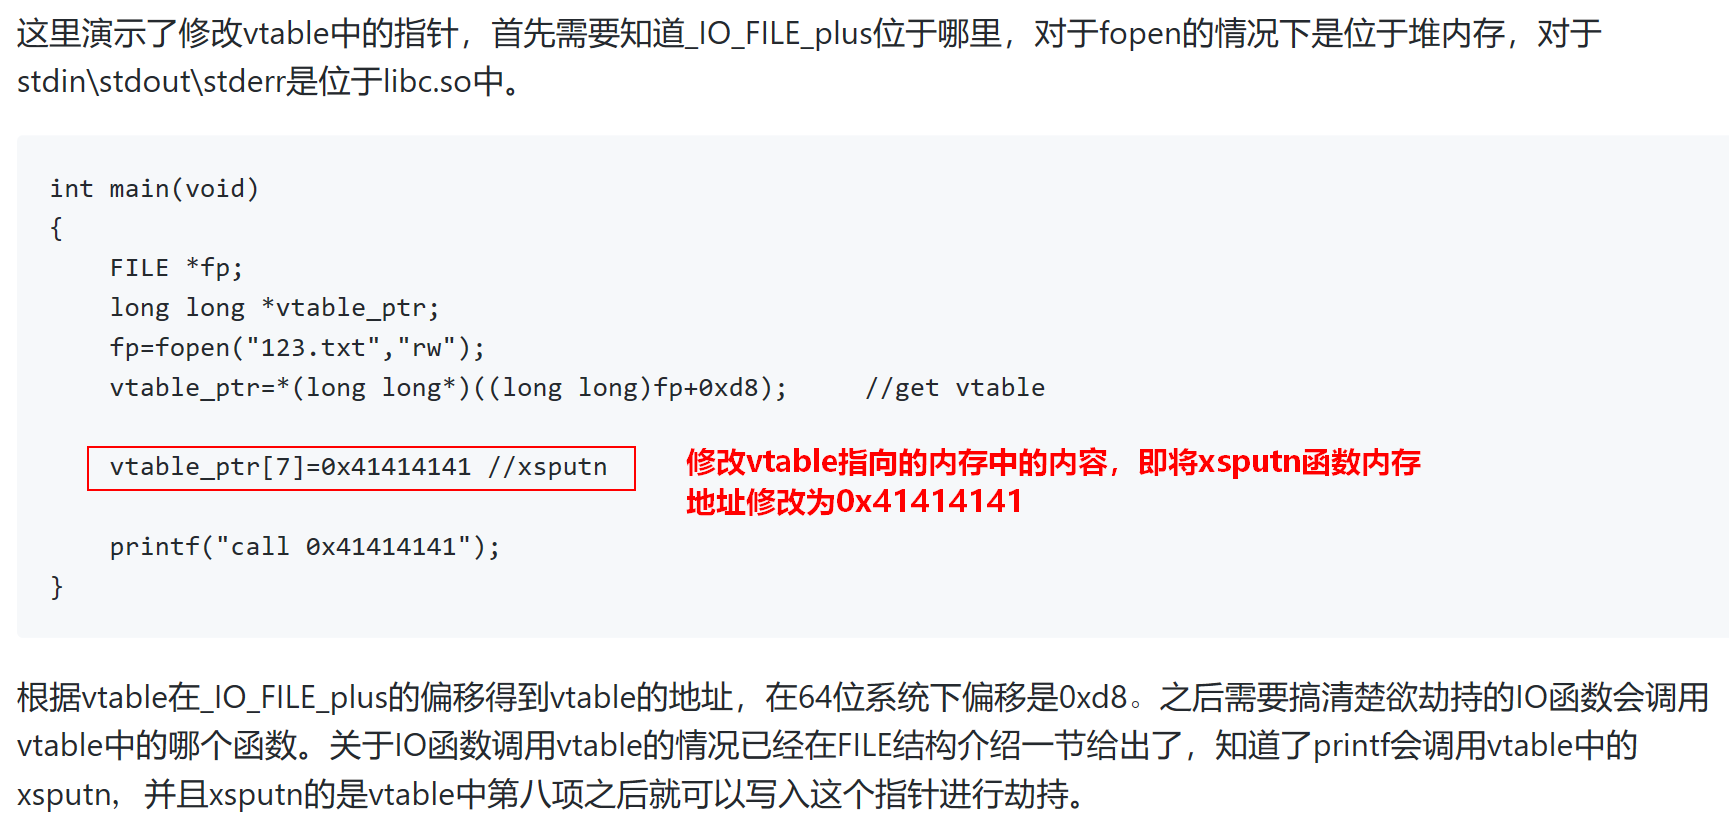 这里演示了修改vtable中的指针，首先需要知道_IO_FILE_plus位于哪里，对于fopen的情况下是位于堆内存，对于
stdin\stdout\stderr是位于libc.so中。
int main(void)
{
    FILE *fp;
    long long *vtable_ptr;
    fp=fopen("123.txt","rw");
    vtable_ptr=*(long long*)((long long)fp+0xd8);     //get vtable
    vtable_ptr[7]=0x41414141 //xsputn
修改vtable指向的内存中的内容，即将xsputn函数内存
地址修改为0x41414141
    printf("call 0x41414141");
}
根据vtable在_IO_FILE_plus的偏移得到vtable的地址，在64位系统下偏移是0xd8。之后需要搞清楚欲劫持的IO函数会调用
vtable中的哪个函数。关于IO函数调用vtable的情况已经在FILE结构介绍一节给出了，知道了printf会调用vtable中的
xsputn，并且xsputn的是vtable中第八项之后就可以写入这个指针进行劫持。